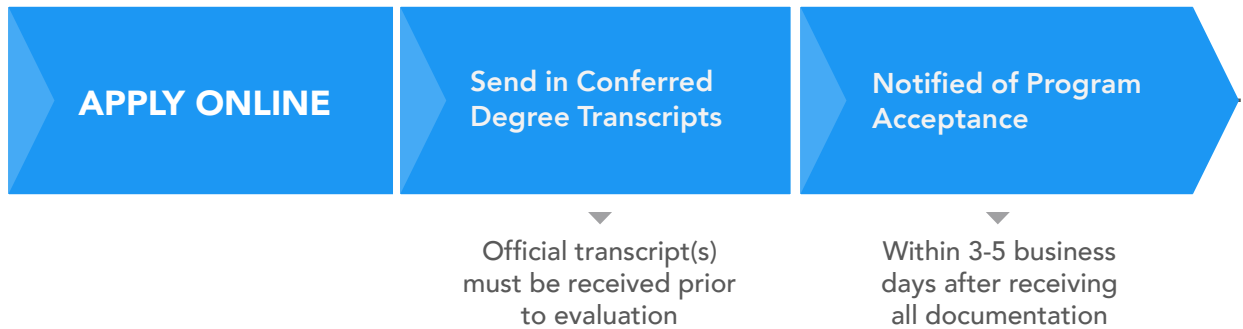 APPLY ONLINE
Send in Conferred
Degree Transcripts
Notified of Program
Acceptance
Official transcript(s)
must be received prior
to evaluation
Within 3-5 business
days after receiving
all documentation